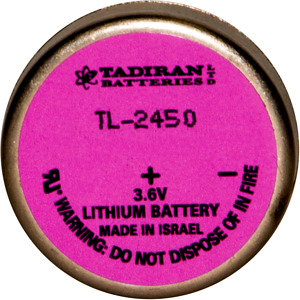 TADIRAN LTD
BATTERIES
TL-2450
+ -
3.6V
LITHIUM BATTERY
MADE IN ISRAEL
WARNING: DO NOT DISPOSE OF IN FIRE